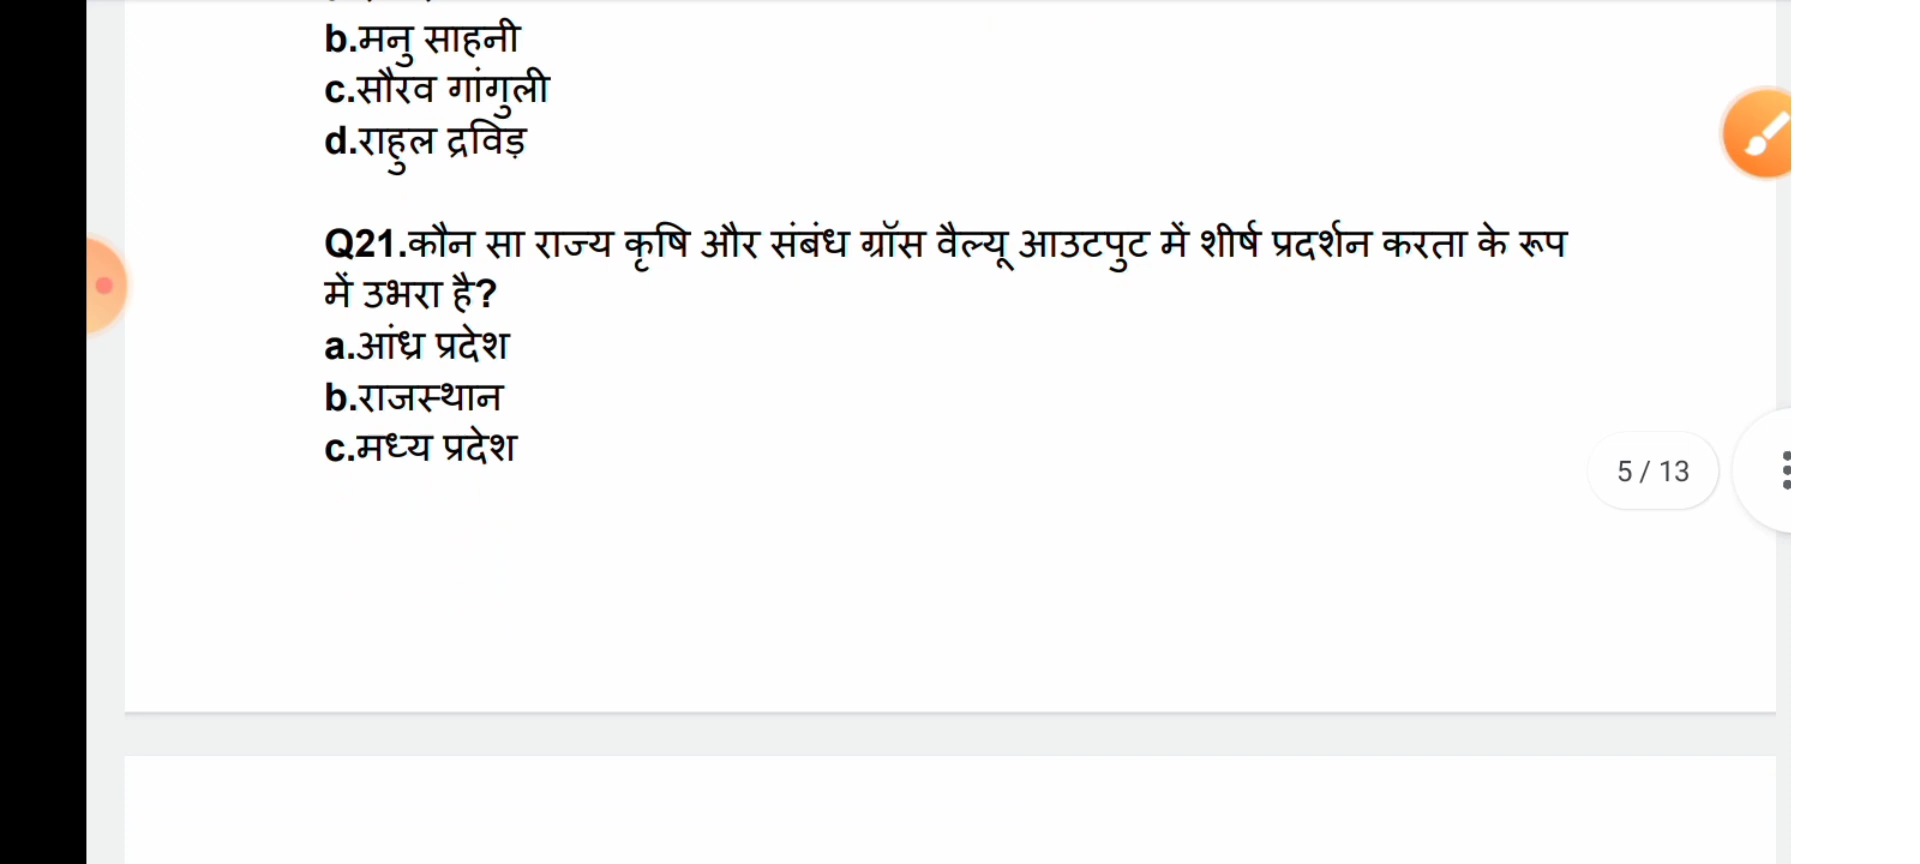 b.मनु साहनी
c.सौरव गांगुली
d.राहुल द्रविड़
Q21.कौन सा राज्य कृषि और संबंध ग्रॉस वैल्यू आउटपुट में शीर्ष प्रदर्शन करता के रूप
में उभरा है?
a.आंध्र प्रदेश
b.राजस्थान
c.मध्य प्रदेश
5 / 13